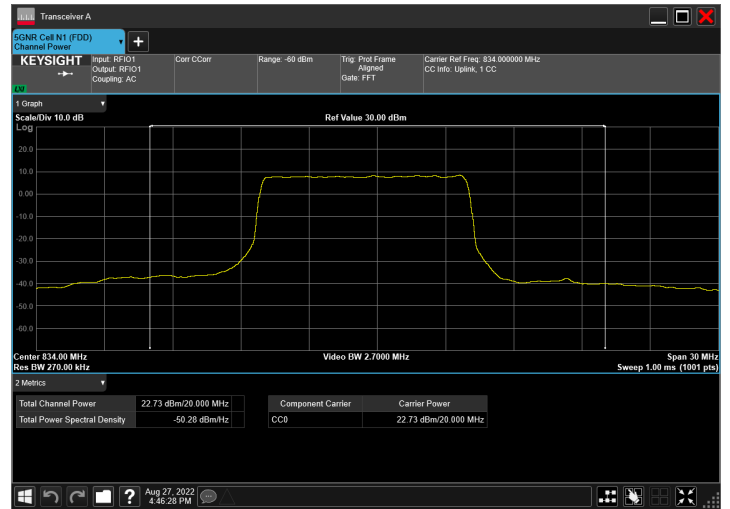 Transceiver A
5GNR Cell N1 (FDD)
Channel Power
KEYSIGHT
LXI
Input: RFIO1
Output: RFIO1
Coupling: AC
Corr CCorr
Range: -60 dBm
Trig: Prot Frame
Aligned
Gate: FFT
Carrier Ref Freq: 834.000000 MHz
CC Info: Uplink, 1 CC
1 Graph
Scale/Div 10.0 dB
Ref Value 30.00 dBm
Log
20.0
10.0
0.00
-10.0
-20.0
-30.0
-40.0
-50.0
-60.0
Center 834.00 MHz
Video BW 2.7000 MHz
Span 30 MHz
Res BW 270.00 kHz
Sweep 1.00 ms (1001 pts)
2 Metrics
Total Channel Power 22.73 dBm/20.000 MHz
Total Power Spectral Density -50.28 dBm/Hz
Component Carrier Carrier Power
CC0 22.73 dBm/20.000 MHz
?
Aug 27, 2022
4:46:28 PM